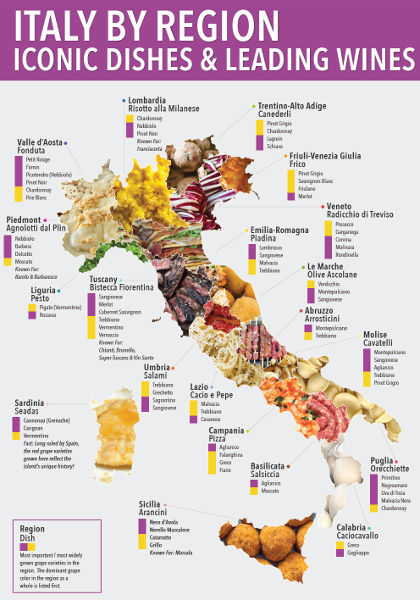 ITALY BY REGION
ICONIC DISHES & LEADING WINES
Lombardia
Risotto alla Milanese
Chardonnay
Nebbiolo
Pinot Noir
Known For:
Franciacorta
Trentino-Alto Adige
Canederli
Pinot Grigio
Chardonnay
Lagrein
Schiava
Valle d'Aosta
Fonduta
Petit Rouge
Fumin
Picotendro (Nebbiolo)
Pinot Noir
Chardonnay
Prie Blanc
Friuli-Venezia Giulia
Frico
Pinot Grigio
Sauvignon Blanc
Friulano
Merlot
Veneto
Radicchio di Treviso
Prosecco
Garganega
Corvina
Molinara
Rondinella
Piedmont
Agnolotti dal Plin
Nebbiolo
Barbera
Dolcetto
Moscato
Known For:
Barolo & Barbaresco
Emilia-Romagna
Piadina
Lambrusco
Sangiovese
Malvasia
Trebbiano
Le Marche
Olive Ascolane
Verdicchio
Montepulciano
Sangiovese
Tuscany
Bistecca Fiorentina
Sangiovese
Merlot
Cabernet Sauvignon
Trebbiano
Vermentino
Vernaccia
Known For:
Chianti, Brunello,
Super Tuscans & Vin Santo
Liguria
Pesto
Pigato (Vermentino)
Rossese
Abruzzo
Arrosticini
Montepulciano
Trebbiano
Molise
Cavatelli
Montepulciano
Sangiovese
Aglianico
Trebbiano
Pinot Grigio
Umbria
Salami
Trebbiano
Grechetto
Sagrantino
Sangiovese
Lazio
Cacio e Pepe
Malvasia
Trebbiano
Cesanese
Sardinia
Seadas
Cannonau (Grenache)
Carignan
Vermentino
Fact: Long ruled by Spain,
the red grape varieties
grown here reflect the
island's unique history!
Campania
Pizza
Aglianico
Falanghina
Greco
Fiano
Basilicata
Salsiccia
Aglianico
Moscato
Puglia
Orecchiette
Primitivo
Negroamaro
Uva di Troia
Malvasia Nera
Chardonnay
Sicilia
Arancini
Nero d'Avola
Nerello Mascalese
Catarratto
Grillo
Known For: Marsala
Calabria
Caciocavallo
Greco
Gaglioppo
Region
Dish
Most important / most widely
grown grape varieties in
the region. The dominant grape
color in the region as a
whole is listed first.